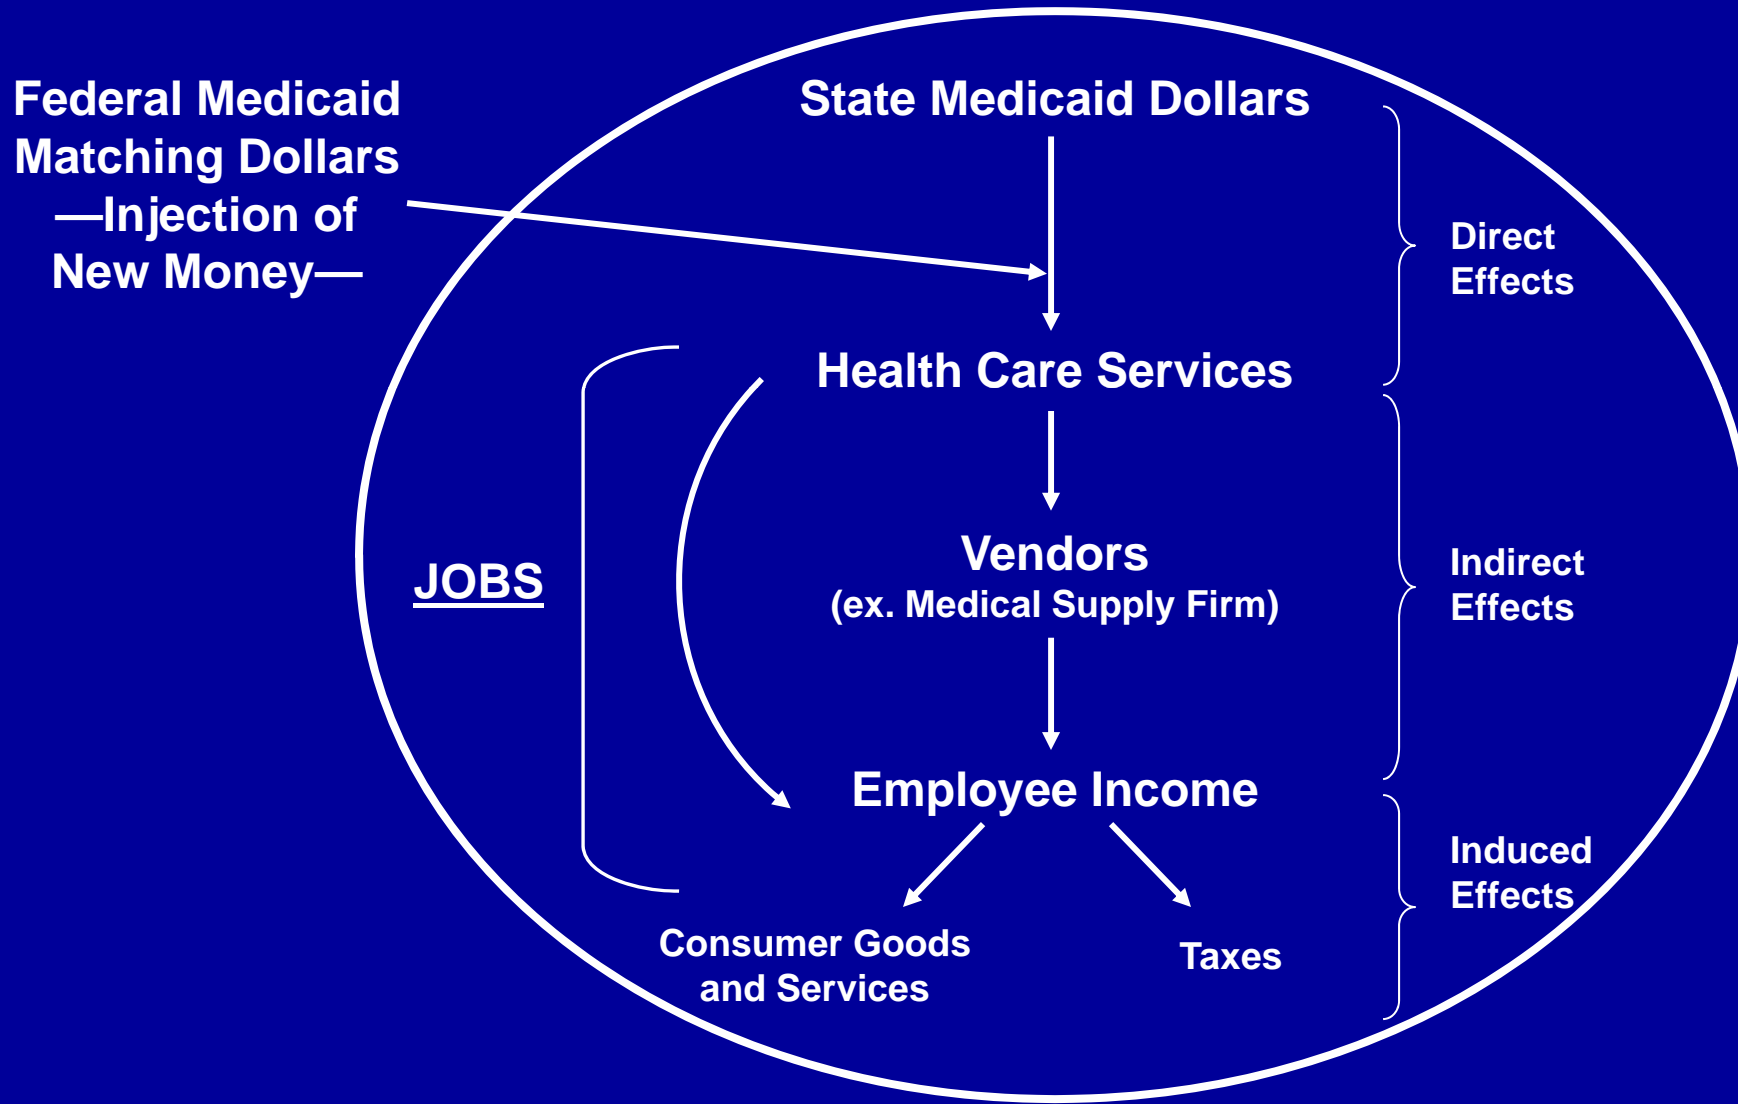 Federal Medicaid
Matching Dollars
—Injection of
New Money—
State Medicaid Dollars
Direct
Effects
Health Care Services
JOBS
Vendors
(ex. Medical Supply Firm)
Indirect
Effects
Employee Income
Induced
Effects
Consumer Goods
and Services
Taxes